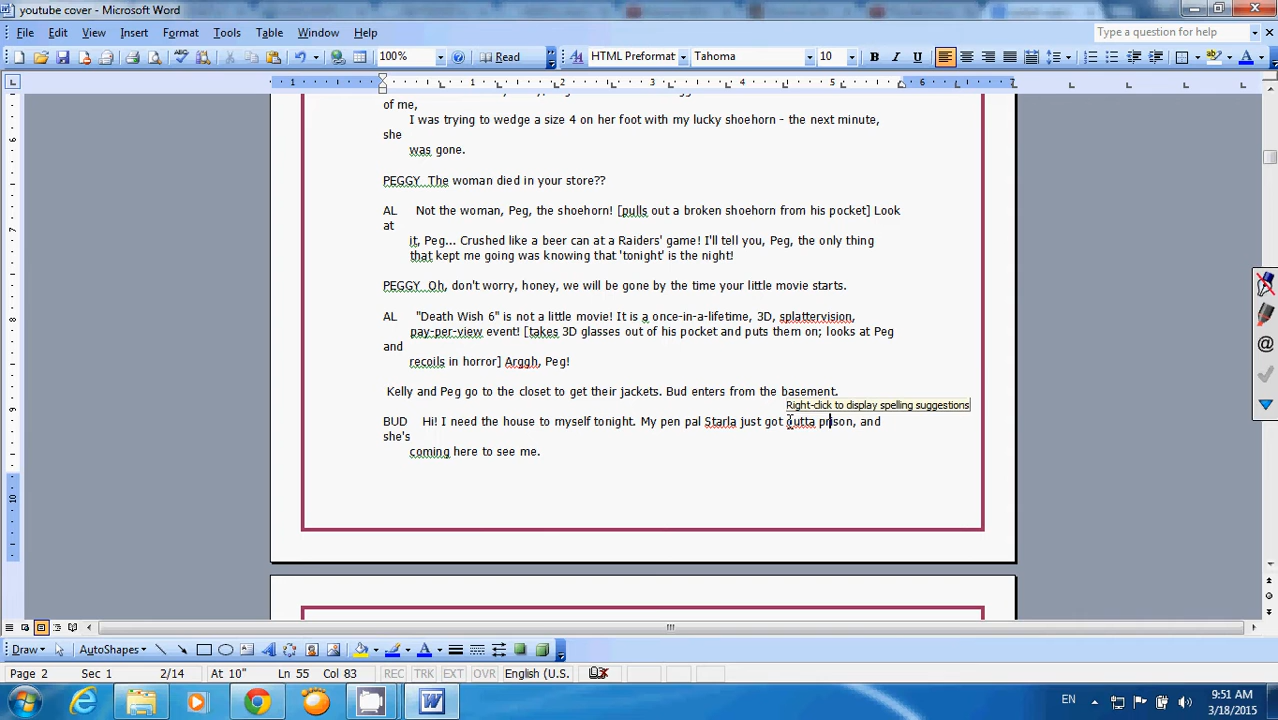 youtube cover - Microsoft Word
File Edit View Insert Format Tools Table Window Help
Type a question for help
100% Read HTML Preformat Tahoma 10 B I U
1 1 2 3 4 5 6 7
of me,
I was trying to wedge a size 4 on her foot with my lucky shoehorn - the next minute,
she
was gone.
PEGGY The woman died in your store??
AL Not the woman, Peg, the shoehorn! [pulls out a broken shoehorn from his pocket] Look
at
it, Peg... Crushed like a beer can at a Raiders' game! I'll tell you, Peg, the only thing
that kept me going was knowing that 'tonight' is the night!
PEGGY Oh, don't worry, honey, we will be gone by the time your little movie starts.
AL "Death Wish 6" is not a little movie! It is a once-in-a-lifetime, 3D, splattervision,
pay-per-view event! [takes 3D glasses out of his pocket and puts them on; looks at Peg
and
recoils in horror] Arggh, Peg!
Kelly and Peg go to the closet to get their jackets. Bud enters from the basement.
Right-click to display spelling suggestions
BUD Hi! I need the house to myself tonight. My pen pal Starla just got outta prison, and
she's
coming here to see me.
Draw AutoShapes
Page 2 Sec 1 2/14 At 10" Ln 55 Col 83 REC TRK EXT OVR English (U.S.
EN 9:51 AM
3/18/2015